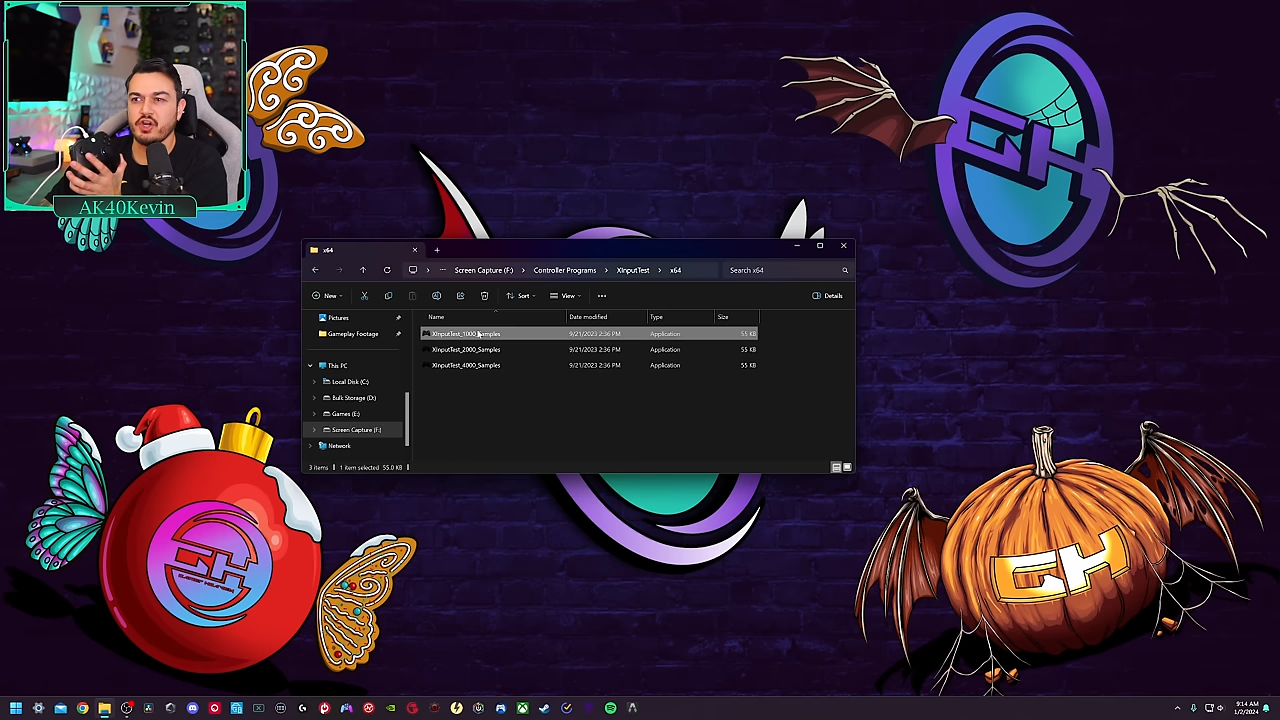 AK40Kevin
x64
Screen Capture (F:) Controller Programs XInputTest x64
Search x64
New
Sort
View
Details
Name Date modified Type Size
Pictures
Gameplay Footage
This PC
Local Disk (C:)
Bulk Storage (D:)
Games (E:)
Screen Capture (F:)
Network
XInputTest_1000_Samples 9/21/2023 2:36 PM Application 55 KB
XInputTest_2000_Samples 9/21/2023 2:36 PM Application 55 KB
XInputTest_4000_Samples 9/21/2023 2:36 PM Application 55 KB
3 items 1 item selected 55.0 KB
GH
GH
GH
9:14 AM
1/2/2024